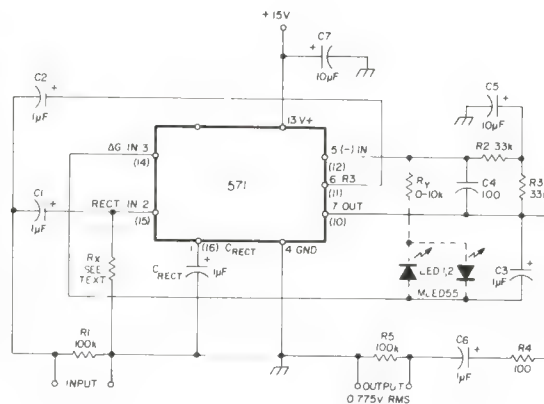 +15V
C7
+
10µF
C2
+
1µF
13 V+
C5
+
10µF
ΔG IN 3
(14)
571
5 (-) IN
(12)
R2 33k
6 R3
(11)
RY
0-10k
C4
100
R3
33k
C1
+
1µF
RECT IN 2
(15)
7 OUT
(10)
1
(16)
CRECT
4 GND
RX
SEE
TEXT
CRECT
+
1µF
LED 1,2
MLED55
C3
1µF
+
R1
100k
R5
100k
C6
+
1µF
R4
100
INPUT
OUTPUT
0.775V RMS